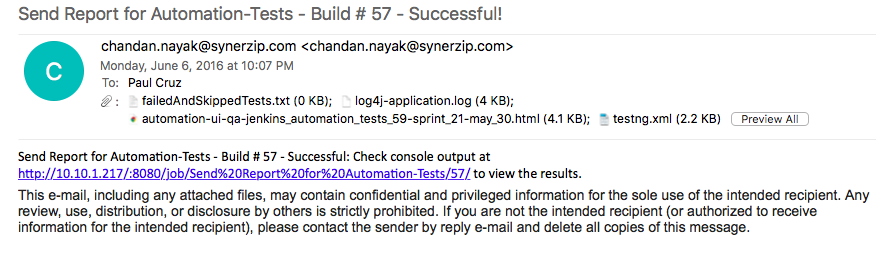 Send Report for Automation-Tests - Build # 57 - Successful!
C
chandan.nayak@synerzip.com <chandan.nayak@synerzip.com>
Monday, June 6, 2016 at 10:07 PM
To: Paul Cruz
: failedAndSkippedTests.txt (0 KB); log4j-application.log (4 KB);
automation-ui-qa-jenkins_automation_tests_59-sprint_21-may_30.html (4.1 KB); testng.xml (2.2 KB) Preview All
Send Report for Automation-Tests - Build # 57 - Successful: Check console output at
http://10.10.1.217/:8080/job/Send%20Report%20for%20Automation-Tests/57/ to view the results.
This e-mail, including any attached files, may contain confidential and privileged information for the sole use of the intended recipient. Any
review, use, distribution, or disclosure by others is strictly prohibited. If you are not the intended recipient (or authorized to receive
information for the intended recipient), please contact the sender by reply e-mail and delete all copies of this message.